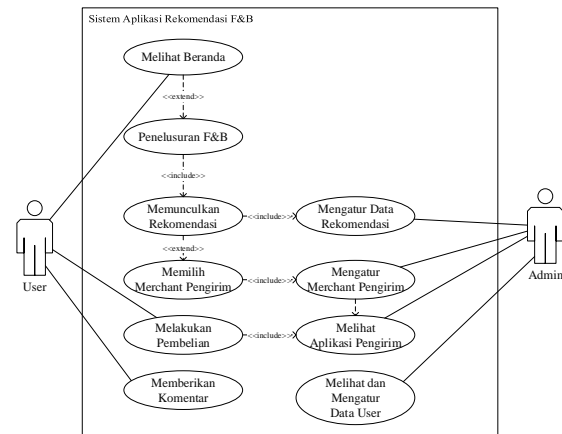 Sistem Aplikasi Rekomendasi F&B
Melihat Beranda
<<extend>>
Penelusuran F&B
<<include>>
Memunculkan
Rekomendasi
<<include>>
Mengatur Data
Rekomendasi
<<extend>>
Memilih
Merchant Pengirim
<<include>>
Mengatur
Merchant Pengirim
User
Admin
Melakukan
Pembelian
<<include>>
Melihat
Aplikasi Pengirim
Memberikan
Komentar
Melihat dan
Mengatur
Data User